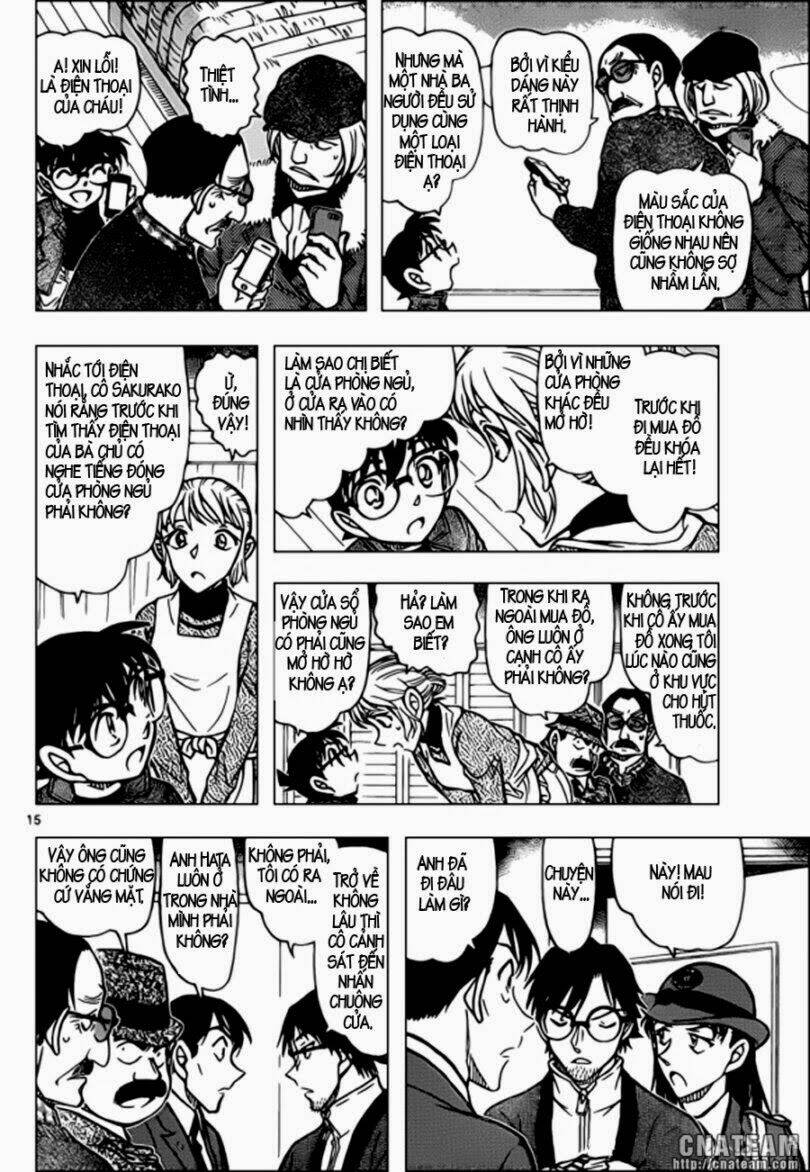 BỞI VÌ KIỂU
DÁNG NÀY
RẤT THỊNH
HÀNH.
MÀU SẮC CỦA
ĐIỆN THOẠI KHÔNG
GIỐNG NHAU NÊN
CŨNG KHÔNG SỢ
NHẦM LẪN.
NHƯNG MÀ
MỘT NHÀ BA
NGƯỜI ĐỀU SỬ
DỤNG CÙNG
MỘT LOẠI
ĐIỆN THOẠI
Ạ?
THIỆT
TÌNH...
A! XIN LỖI!
LÀ ĐIỆN THOẠI
CỦA CHÁU!
TRƯỚC KHI
ĐI MUA ĐỒ
ĐỀU KHÓA
LẠI HẾT!
BỞI VÌ NHỮNG
CỬA PHÒNG
KHÁC ĐỀU
MỞ HỜ!
LÀM SAO CHỊ BIẾT
LÀ CỬA PHÒNG NGỦ,
Ở CỬA RA VÀO CÓ
NHÌN THẤY KHÔNG?
Ừ,
ĐÚNG
VẬY!
NHẮC TỚI ĐIỆN
THOẠI, CÔ SAKURAKO
NÓI RẰNG TRƯỚC KHI
TÌM THẤY ĐIỆN THOẠI
CỦA BÀ CHỦ CÓ
NGHE TIẾNG ĐÓNG
CỬA PHÒNG NGỦ
PHẢI KHÔNG?
KHÔNG TRƯỚC
KHI CÔ ẤY MUA
ĐỒ XONG TÔI
LÚC NÀO CŨNG
Ở KHU VỰC
CHO HÚT
THUỐC.
TRONG KHI RA
NGOÀI MUA ĐỒ,
ÔNG LUÔN Ở
CẠNH CÔ ẤY
PHẢI KHÔNG?
HẢ? LÀM
SAO EM
BIẾT?
VẬY CỬA SỔ
PHÒNG NGỦ
CÓ PHẢI CŨNG
MỞ HỜ HỜ
KHÔNG Ạ?
15
NÀY! MAU
NÓI ĐI!
CHUYỆN
NÀY...
ANH ĐÃ
ĐI ĐÂU
LÀM GÌ?
TRỞ VỀ
KHÔNG
LÂU THÌ
CÔ CẢNH
SÁT ĐẾN
NHẤN
CHUÔNG
CỬA.
KHÔNG PHẢI,
TÔI CÓ RA
NGOÀI...
ANH HATA
LUÔN Ở
TRONG NHÀ
MÌNH PHẢI
KHÔNG?
VẬY ÔNG CŨNG
KHÔNG CÓ CHỨNG
CỨ VẮNG MẶT.
CNATEAM
http://cnateam.com/